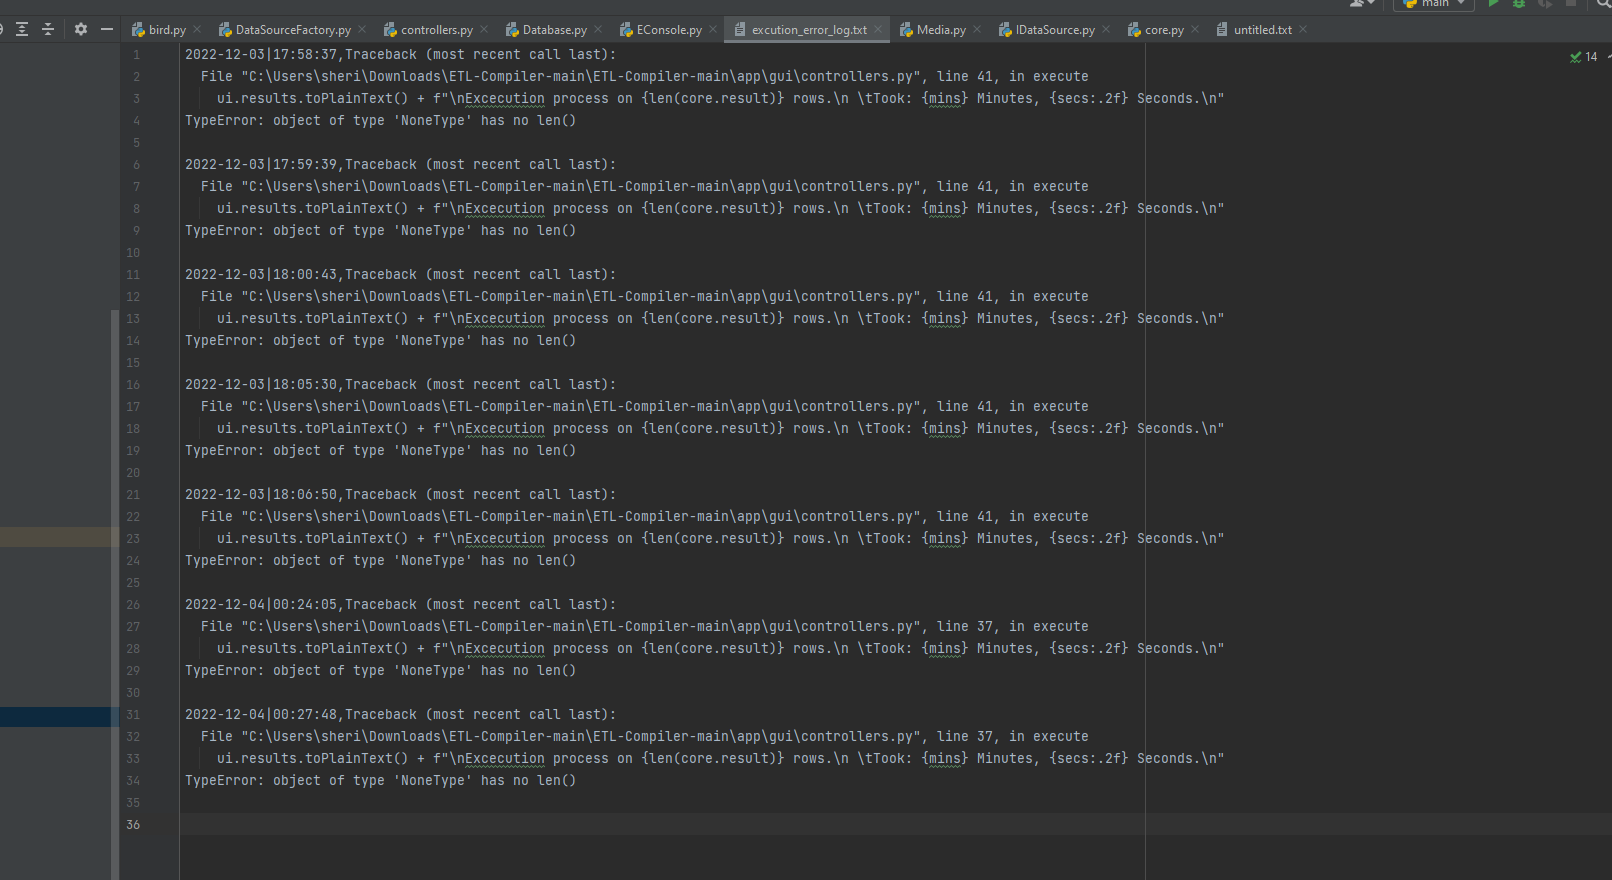 main
bird.py DataSourceFactory.py controllers.py Database.py EConsole.py excution_error_log.txt Media.py IDataSource.py core.py untitled.txt
14
1 2022-12-03|17:58:37,Traceback (most recent call last):
2 File "C:\Users\sheri\Downloads\ETL-Compiler-main\ETL-Compiler-main\app\gui\controllers.py", line 41, in execute
3 ui.results.toPlainText() + f"\nExcecution process on {len(core.result)} rows.\n \tTook: {mins} Minutes, {secs:.2f} Seconds.\n"
4 TypeError: object of type 'NoneType' has no len()
5
6 2022-12-03|17:59:39,Traceback (most recent call last):
7 File "C:\Users\sheri\Downloads\ETL-Compiler-main\ETL-Compiler-main\app\gui\controllers.py", line 41, in execute
8 ui.results.toPlainText() + f"\nExcecution process on {len(core.result)} rows.\n \tTook: {mins} Minutes, {secs:.2f} Seconds.\n"
9 TypeError: object of type 'NoneType' has no len()
10
11 2022-12-03|18:00:43,Traceback (most recent call last):
12 File "C:\Users\sheri\Downloads\ETL-Compiler-main\ETL-Compiler-main\app\gui\controllers.py", line 41, in execute
13 ui.results.toPlainText() + f"\nExcecution process on {len(core.result)} rows.\n \tTook: {mins} Minutes, {secs:.2f} Seconds.\n"
14 TypeError: object of type 'NoneType' has no len()
15
16 2022-12-03|18:05:30,Traceback (most recent call last):
17 File "C:\Users\sheri\Downloads\ETL-Compiler-main\ETL-Compiler-main\app\gui\controllers.py", line 41, in execute
18 ui.results.toPlainText() + f"\nExcecution process on {len(core.result)} rows.\n \tTook: {mins} Minutes, {secs:.2f} Seconds.\n"
19 TypeError: object of type 'NoneType' has no len()
20
21 2022-12-03|18:06:50,Traceback (most recent call last):
22 File "C:\Users\sheri\Downloads\ETL-Compiler-main\ETL-Compiler-main\app\gui\controllers.py", line 41, in execute
23 ui.results.toPlainText() + f"\nExcecution process on {len(core.result)} rows.\n \tTook: {mins} Minutes, {secs:.2f} Seconds.\n"
24 TypeError: object of type 'NoneType' has no len()
25
26 2022-12-04|00:24:05,Traceback (most recent call last):
27 File "C:\Users\sheri\Downloads\ETL-Compiler-main\ETL-Compiler-main\app\gui\controllers.py", line 37, in execute
28 ui.results.toPlainText() + f"\nExcecution process on {len(core.result)} rows.\n \tTook: {mins} Minutes, {secs:.2f} Seconds.\n"
29 TypeError: object of type 'NoneType' has no len()
30
31 2022-12-04|00:27:48,Traceback (most recent call last):
32 File "C:\Users\sheri\Downloads\ETL-Compiler-main\ETL-Compiler-main\app\gui\controllers.py", line 37, in execute
33 ui.results.toPlainText() + f"\nExcecution process on {len(core.result)} rows.\n \tTook: {mins} Minutes, {secs:.2f} Seconds.\n"
34 TypeError: object of type 'NoneType' has no len()
35
36